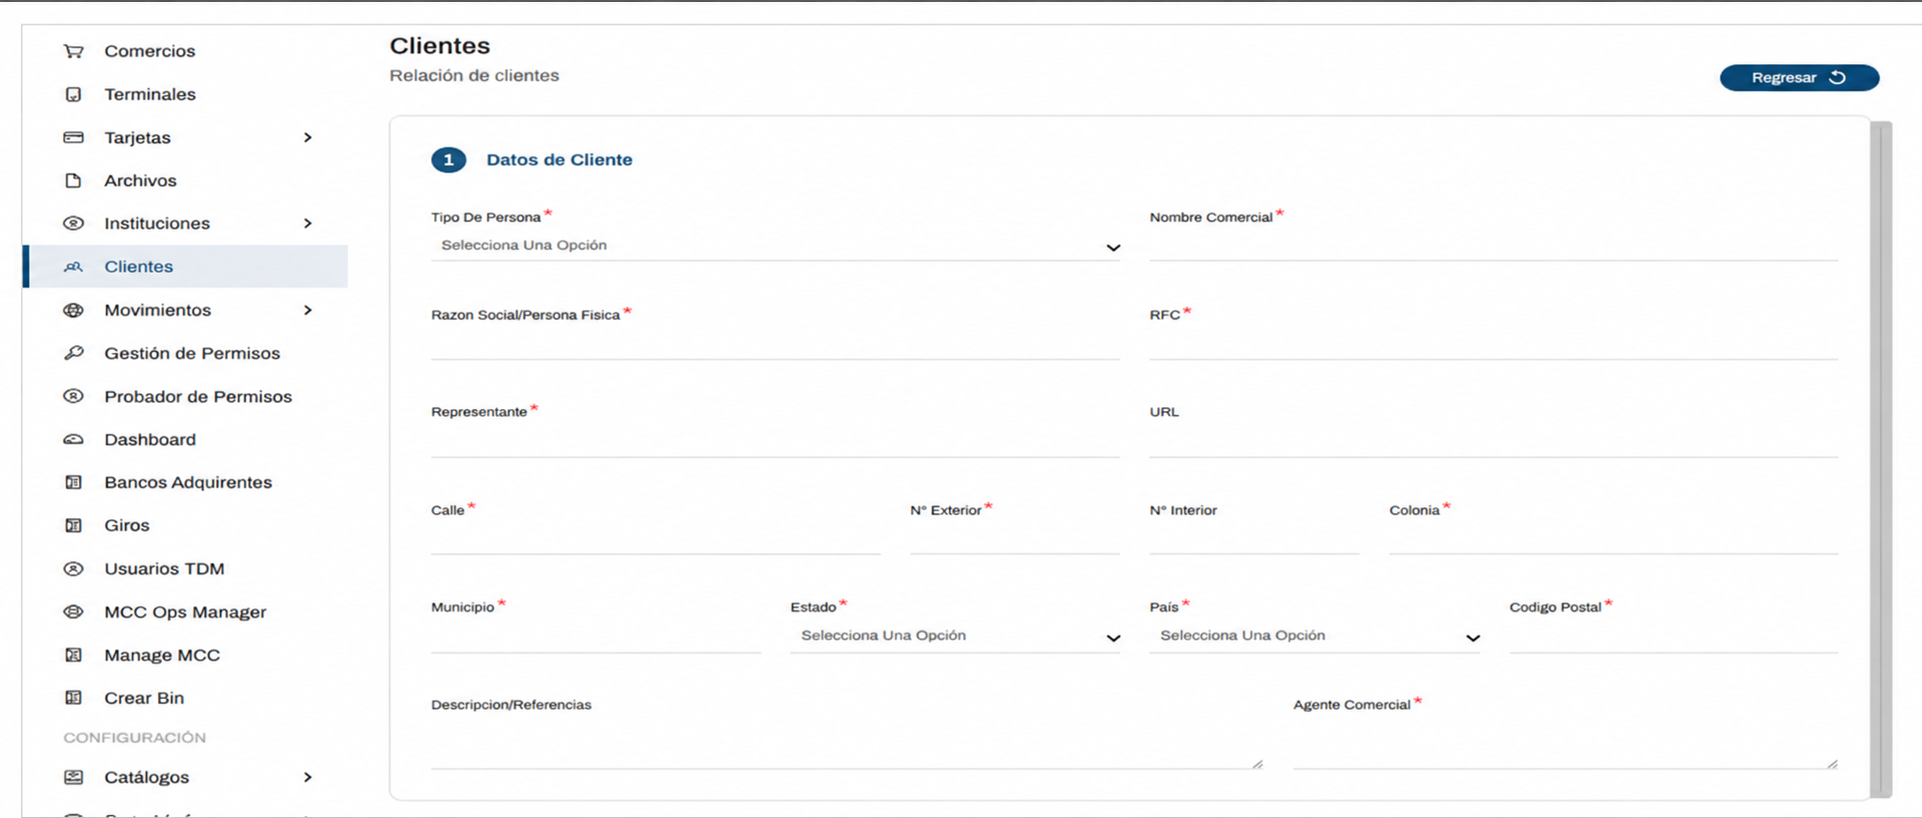 Comercios
Terminales
Tarjetas
Archivos
Instituciones
Clientes
Movimientos
Gestión de Permisos
Probador de Permisos
Dashboard
Bancos Adquirentes
Giros
Usuarios TDM
MCC Ops Manager
Manage MCC
Crear Bin
CONFIGURACIÓN
Catálogos
Clientes
Relación de clientes
Regresar
1 Datos de Cliente
Tipo De Persona * Nombre Comercial *
Selecciona Una Opción
Razon Social/Persona Fisica * RFC *
Representante * URL
Calle * N° Exterior * N° Interior Colonia *
Municipio * Estado * País * Codigo Postal *
Selecciona Una Opción Selecciona Una Opción
Descripcion/Referencias Agente Comercial *